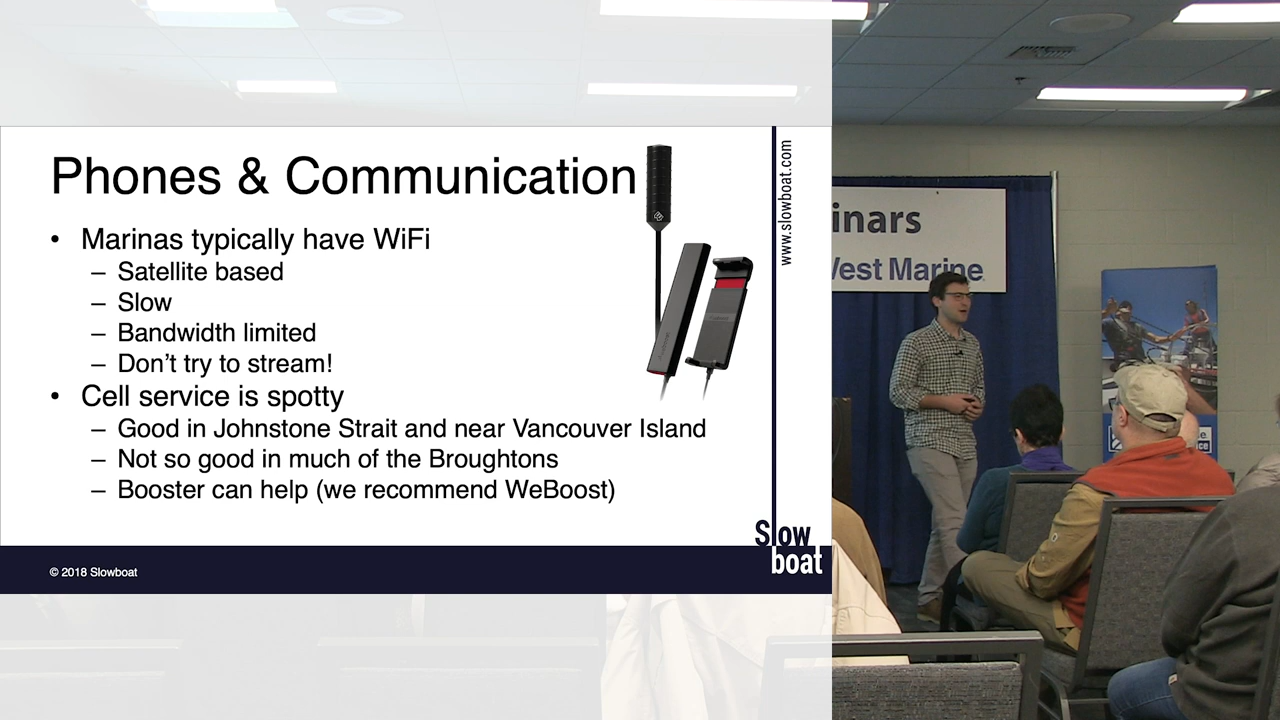 Phones & Communication
• Marinas typically have WiFi
– Satellite based
– Slow
– Bandwidth limited
– Don’t try to stream!
• Cell service is spotty
– Good in Johnstone Strait and near Vancouver Island
– Not so good in much of the Broughtons
– Booster can help (we recommend WeBoost)
www.slowboat.com
Slow
boat
© 2018 Slowboat
inars
West Marine